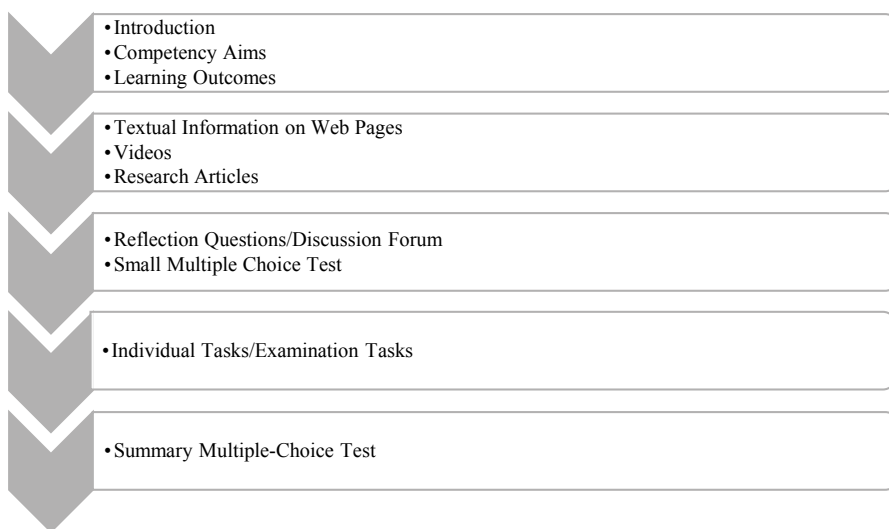 •Introduction
•Competency Aims
•Learning Outcomes
•Textual Information on Web Pages
•Videos
•Research Articles
•Reflection Questions/Discussion Forum
•Small Multiple Choice Test
•Individual Tasks/Examination Tasks
•Summary Multiple-Choice Test